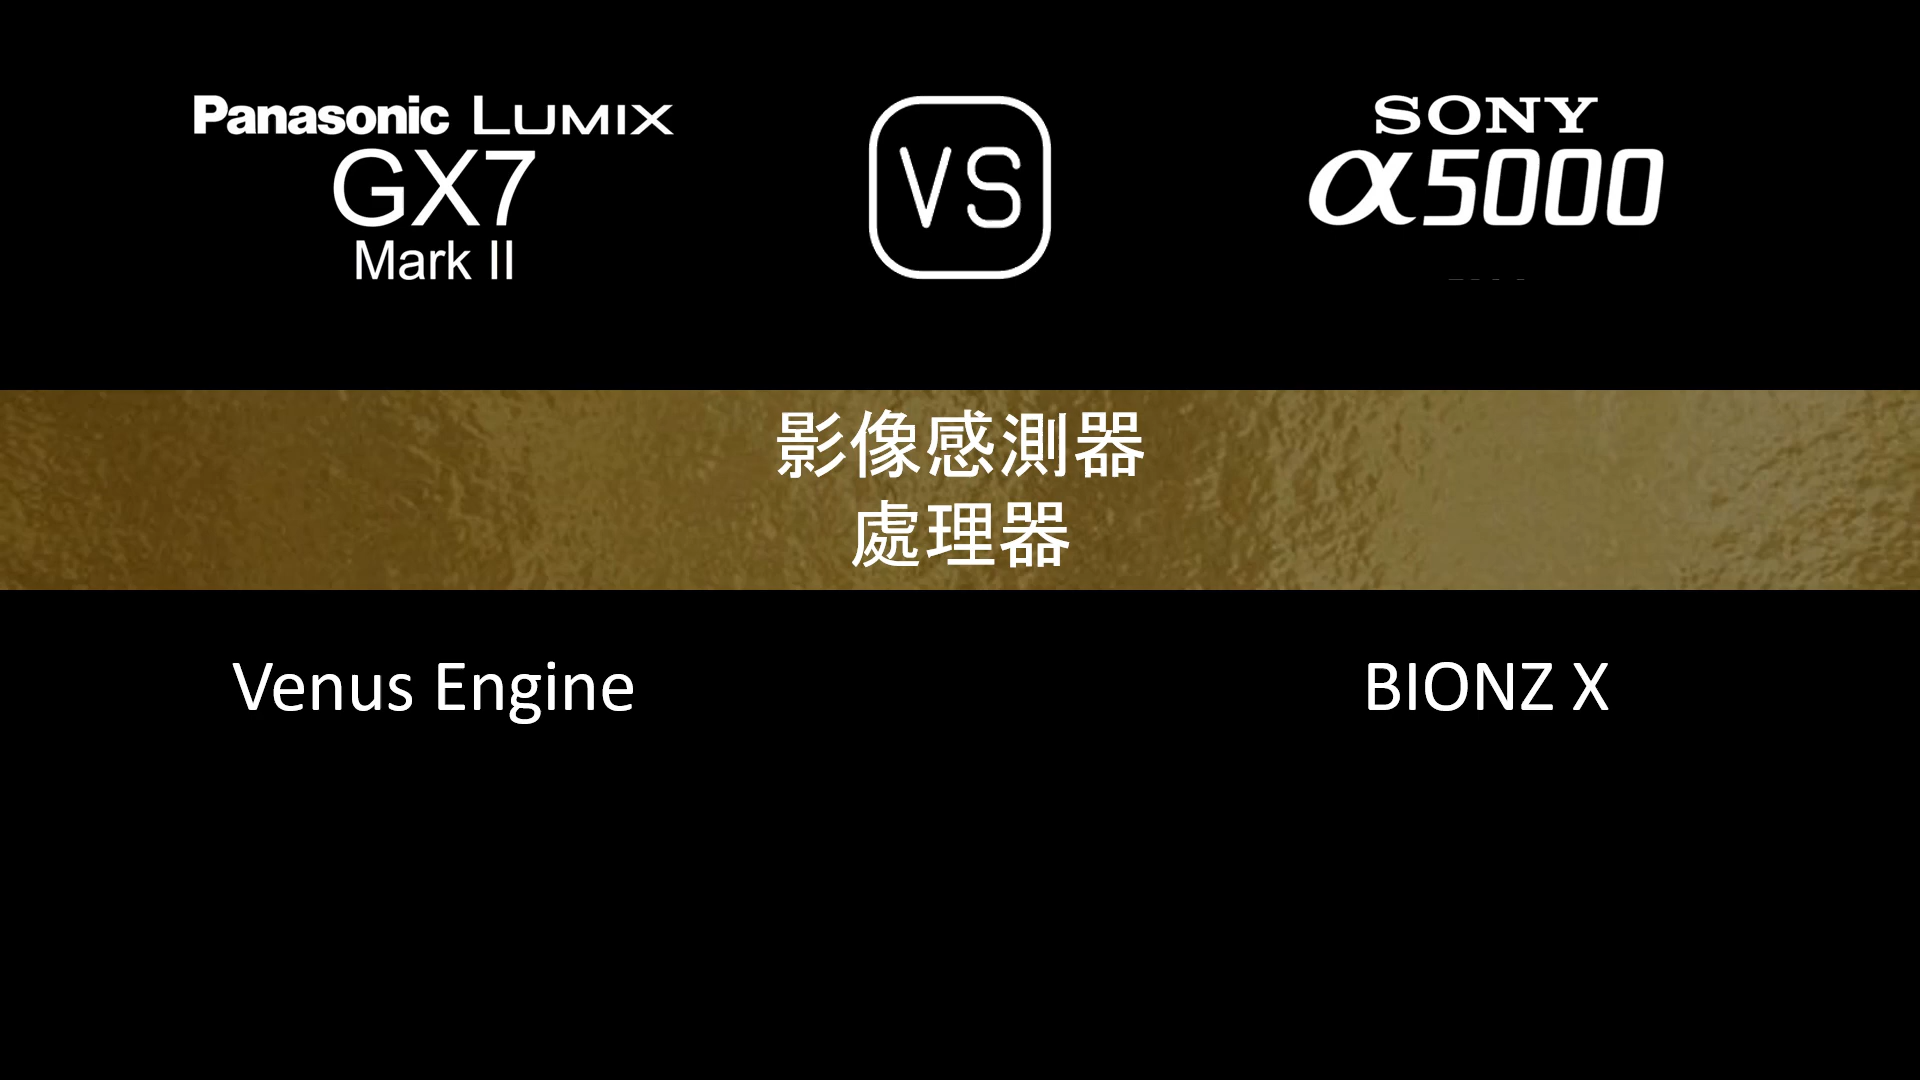 Panasonic LUMIX
GX7
Mark II
VS
SONY
α5000
影像感測器
處理器
Venus Engine
BIONZ X